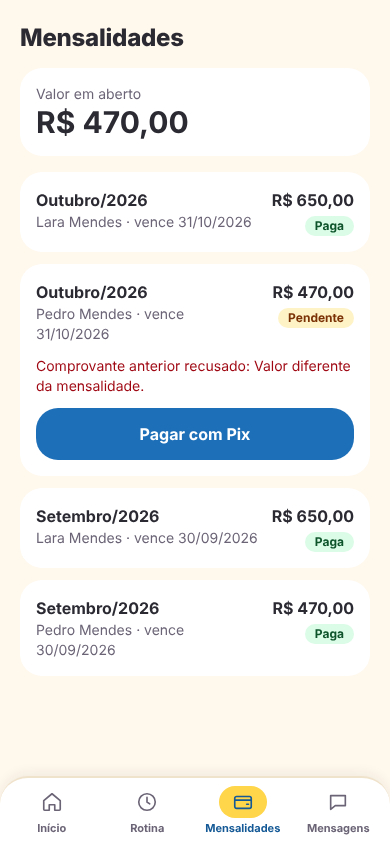 Mensalidades
Valor em aberto
R$ 470,00
Outubro/2026
R$ 650,00
Lara Mendes · vence 31/10/2026
Paga
Outubro/2026
R$ 470,00
Pedro Mendes · vence
31/10/2026
Pendente
Comprovante anterior recusado: Valor diferente
da mensalidade.
Pagar com Pix
Setembro/2026
R$ 650,00
Lara Mendes · vence 30/09/2026
Paga
Setembro/2026
R$ 470,00
Pedro Mendes · vence
30/09/2026
Paga
Início
Rotina
Mensalidades
Mensagens